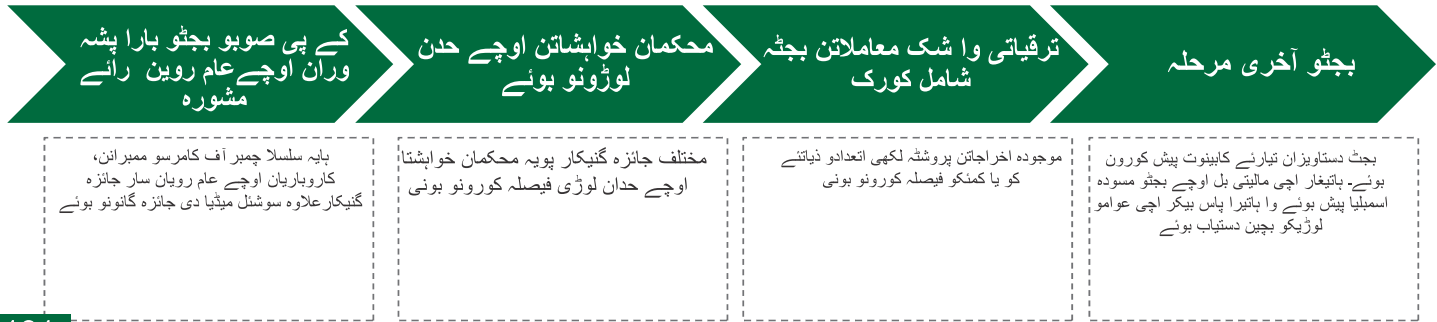 کے پی صوبو بجٹو بارا پشہ
وران اوچےعام روین رائے
مشورہ
محکمان خواہشاتن اوچے حدن
لوڑونو بوئے
ترقیاتی وا شک معاملاتن بجٹہ
شامل کورک
بجٹو آخری مرحلہ
ہایہ سلسلا چمبر آف کامرسو ممبرانن،
کاروباریان اوچے عام رویان سار جائزہ
گنیکارعلاوہ سوشئل میڈیا دی جائزہ گانونو بوئے
مختلف جائزہ گنیکار پویہ محکمان خواہشتا
اوچے حدان لوڑی فیصلہ کورونو بونی
موجودہ اخراجاتن پروشٹہ لکھی اتعدادو ذیاتئے
کو یا کمئکو فیصلہ کورونو بونی
بجٹ دستاویزان تیارئے کابینوت پیش کورون
بوئے۔ ہاتیغار اچی مالیتی بل اوچے بجٹو مسودہ
اسمبلیا پیش بوئے وا ہاتیرا پاس بیکر اچی عوامو
لوڑیکو بچین دستیاب بوئے